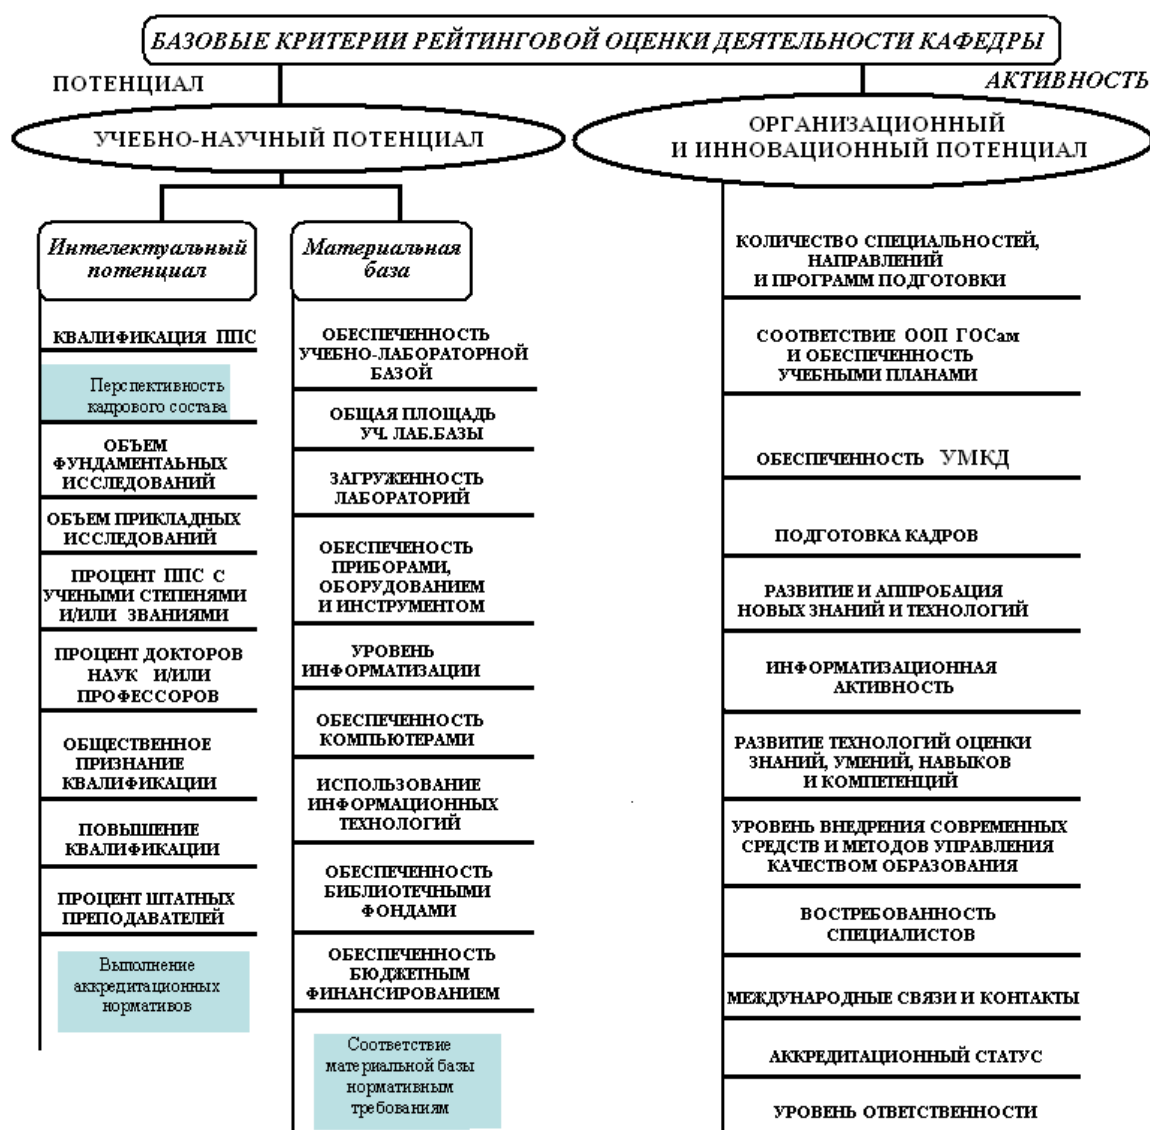 БАЗОВЫЕ КРИТЕРИИ РЕЙТИНГОВОЙ ОЦЕНКИ ДЕЯТЕЛЬНОСТИ КАФЕДРЫ
ПОТЕНЦИАЛ
АКТИВНОСТЬ
УЧЕБНО-НАУЧНЫЙ ПОТЕНЦИАЛ
ОРГАНИЗАЦИОННЫЙ
И ИННОВАЦИОННЫЙ ПОТЕНЦИАЛ
Интелектуальный
потенциал
КВАЛИФИКАЦИЯ ППС
Перспективность
кадрового состава
ОБЪЕМ
ФУНДАМЕНТАЬНЫХ
ИССЛЕДОВАНИЙ
ОБЪЕМ ПРИКЛАДНЫХ
ИССЛЕДОВАНИЙ
ПРОЦЕНТ ППС С
УЧЕНЫМИ СТЕПЕНЯМИ
И/ИЛИ ЗВАНИЯМИ
ПРОЦЕНТ ДОКТОРОВ
НАУК И/ИЛИ
ПРОФЕССОРОВ
ОБЩЕСТВЕННОЕ
ПРИЗНАНИЕ
КВАЛИФИКАЦИИ
ПОВЫШЕНИЕ
КВАЛИФИКАЦИИ
ПРОЦЕНТ ШТАТНЫХ
ПРЕПОДАВАТЕЛЕЙ
Выполнение
аккредитационных
нормативов
Материальная
база
ОБЕСПЕЧЕННОСТЬ
УЧЕБНО-ЛАБОРАТОРНОЙ
БАЗОЙ
ОБЩАЯ ПЛОЩАДЬ
УЧ. ЛАБ.БАЗЫ
ЗАГРУЖЕННОСТЬ
ЛАБОРАТОРИЙ
ОБЕСПЕЧЕНОСТЬ
ПРИБОРАМИ,
ОБОРУДОВАНИЕМ
И ИНСТРУМЕНТОМ
УРОВЕНЬ
ИНФОРМАТИЗАЦИИ
ОБЕСПЕЧЕННОСТЬ
КОМПЬЮТЕРАМИ
ИСПОЛЬЗОВАНИЕ
ИНФОРМАЦИОННЫХ
ТЕХНОЛОГИЙ
ОБЕСПЕЧЕННОСТЬ
БИБЛИОТЕЧНЫМИ
ФОНДАМИ
ОБЕСПЕЧЕННОСТЬ
БЮДЖЕТНЫМ
ФИНАНСИРОВАНИЕМ
Соответствие
материальной базы
нормативным
требованиям
КОЛИЧЕСТВО СПЕЦИАЛЬНОСТЕЙ,
НАПРАВЛЕНИЙ
И ПРОГРАММ ПОДГОТОВКИ
СООТВЕТСТВИЕ ООП ГОСам
И ОБЕСПЕЧЕННОСТЬ
УЧЕБНЫМИ ПЛАНАМИ
ОБЕСПЕЧЕННОСТЬ УМКД
ПОДГОТОВКА КАДРОВ
РАЗВИТИЕ И АППРОБАЦИЯ
НОВЫХ ЗНАНИЙ И ТЕХНОЛОГИЙ
ИНФОРМАТИЗАЦИОННАЯ
АКТИВНОСТЬ
РАЗВИТИЕ ТЕХНОЛОГИЙ ОЦЕНКИ
ЗНАНИЙ, УМЕНИЙ, НАВЫКОВ
И КОМПЕТЕНЦИЙ
УРОВЕНЬ ВНЕДРЕНИЯ СОВРЕМЕННЫХ
СРЕДСТВ И МЕТОДОВ УПРАВЛЕНИЯ
КАЧЕСТВОМ ОБРАЗОВАНИЯ
ВОСТРЕБОВАННОСТЬ
СПЕЦИАЛИСТОВ
МЕЖДУНАРОДНЫЕ СВЯЗИ И КОНТАКТЫ
АККРЕДИТАЦИОННЫЙ СТАТУС
УРОВЕНЬ ОТВЕТСТВЕННОСТИ